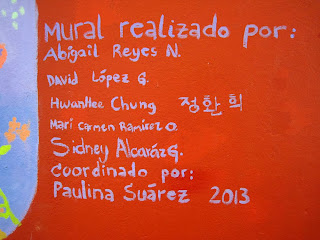 Mural realizado por:
Abigail Reyes N.
David López G.
HwanHee Chung 정환희
Mari Carmen Ramírez O.
Sidney Alcaráz G.
Coordinado por:
Paulina Suárez 2013